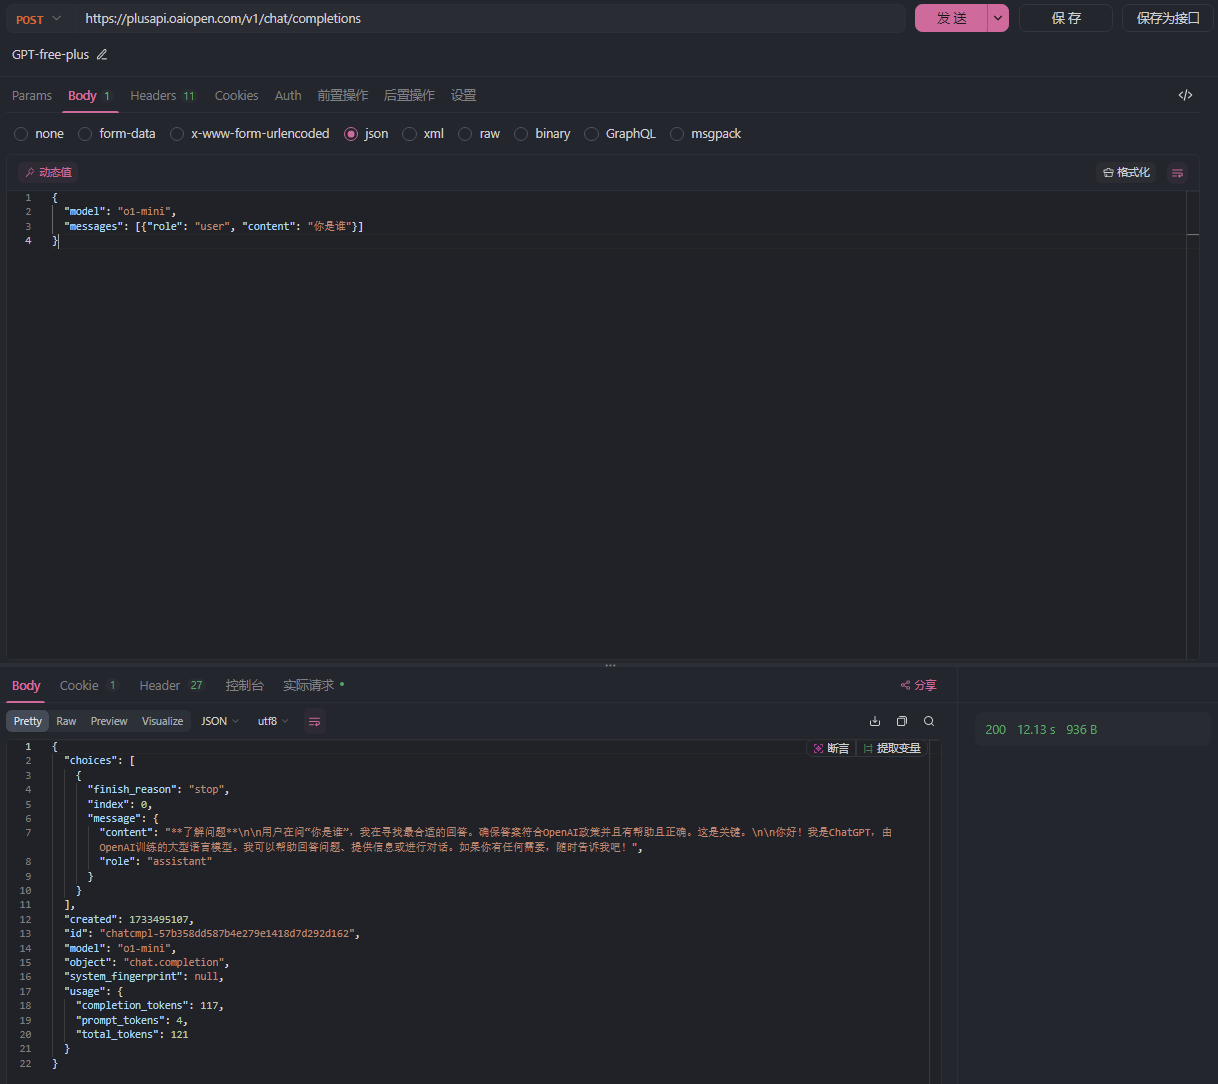 POST https://plusapi.oaiopen.com/v1/chat/completions 发 送 保 存 保存为接口
GPT-free-plus
Params Body 1 Headers 11 Cookies Auth 前置操作 后置操作 设置
none form-data x-www-form-urlencoded json xml raw binary GraphQL msgpack
动态值 格式化
1 {
2 "model": "o1-mini",
3 "messages": [{"role": "user", "content": "你是谁"}]
4 }
Body Cookie 1 Header 27 控制台 实际请求 分享
Pretty Raw Preview Visualize JSON utf8
200 12.13 s 936 B
断言 提取变量
1 {
2 "choices": [
3 {
4 "finish_reason": "stop",
5 "index": 0,
6 "message": {
7 "content": "**了解问题**\n\n用户在问“你是谁”，我在寻找最合适的回答。确保答案符合OpenAI政策并且有帮助且正确。这是关键。\n\n你好！我是ChatGPT，由
OpenAI训练的大型语言模型。我可以帮助回答问题、提供信息或进行对话。如果你有任何需要，随时告诉我吧！",
8 "role": "assistant"
9 }
10 }
11 ],
12 "created": 1733495107,
13 "id": "chatcmpl-57b358dd587b4e279e1418d7d292d162",
14 "model": "o1-mini",
15 "object": "chat.completion",
16 "system_fingerprint": null,
17 "usage": {
18 "completion_tokens": 117,
19 "prompt_tokens": 4,
20 "total_tokens": 121
21 }
22 }